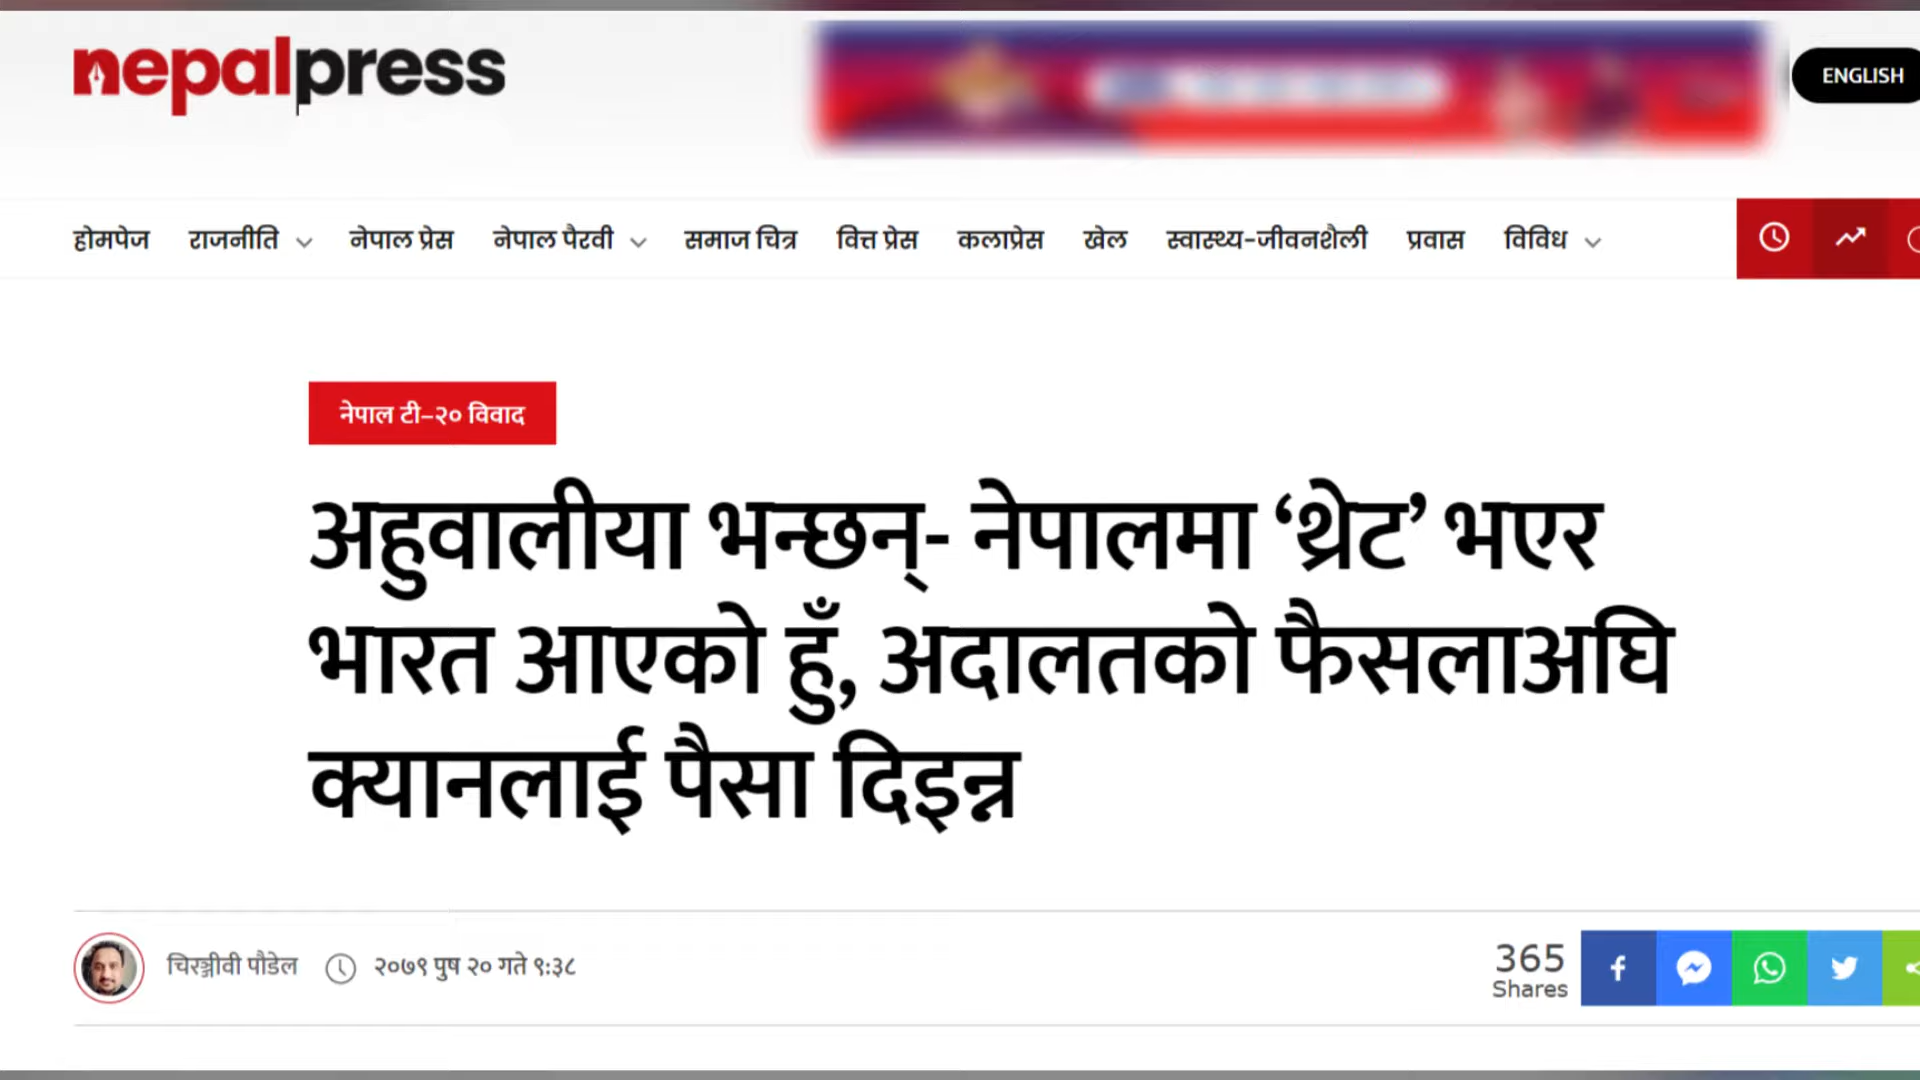 nepalpress
ENGLISH
होमपेज राजनीति नेपाल प्रेस नेपाल पैरवी समाज चित्र वित्त प्रेस कलाप्रेस खेल स्वास्थ्य-जीवनशैली प्रवास विविध
नेपाल टी–२० विवाद
अहुवालीया भन्छन्- नेपालमा ‘थ्रेट’ भएर
भारत आएको हुँ, अदालतको फैसलाअघि
क्यानलाई पैसा दिइन्न
चिरञ्जीवी पौडेल २०७९ पुष २० गते ९:३८
365
Shares